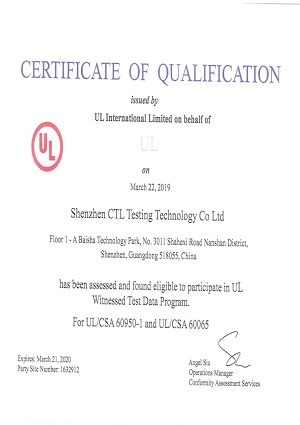 CERTIFICATE OF QUALIFICATION
issued by
UL International Limited on behalf of
UL
UL
on
March 22, 2019
Shenzhen CTL Testing Technology Co Ltd
Floor 1 - A Baisha Technology Park, No. 3011 Shahexi Road Nanshan District,
Shenzhen, Guangdong 518055, China
has been assessed and found eligible to participate in UL
Witnessed Test Data Program.
For UL/CSA 60950-1 and UL/CSA 60065
Expires: March 21, 2020
Party Site Number: 1632912
Angel Siu
Operations Manager
Conformity Assessment Services